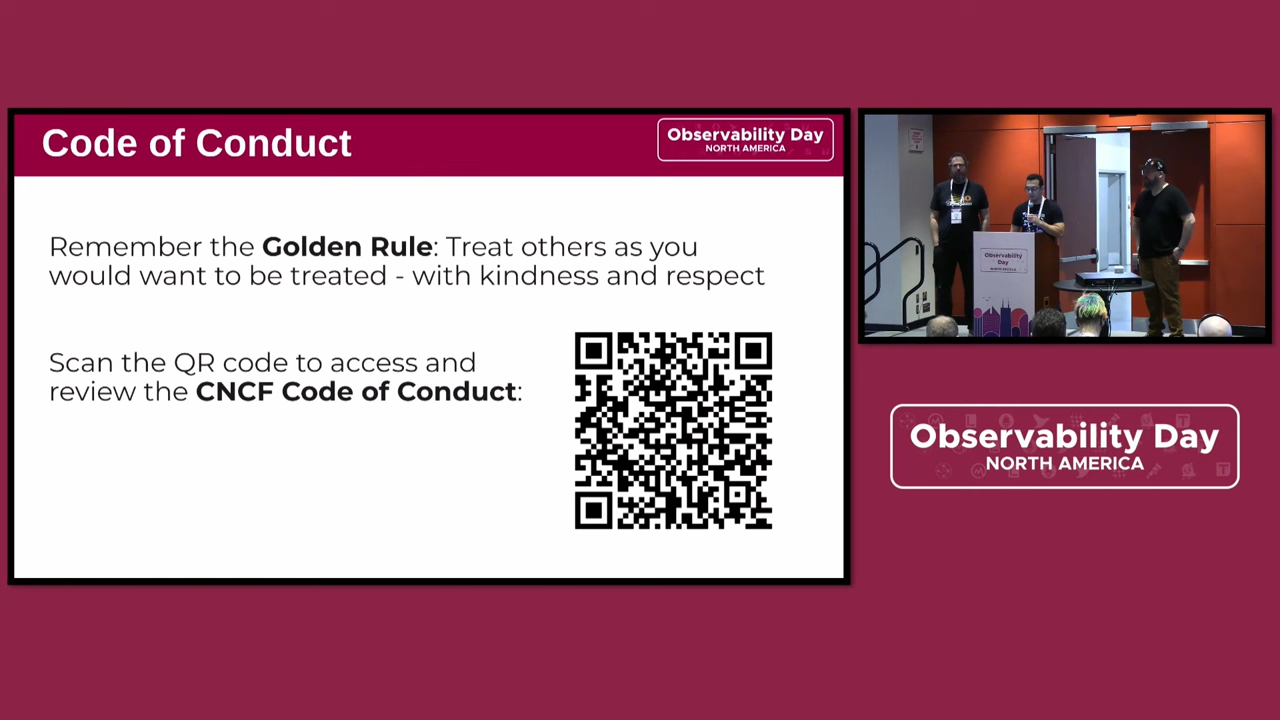 Code of Conduct
Observability Day
NORTH AMERICA
Remember the Golden Rule: Treat others as you
would want to be treated - with kindness and respect
Scan the QR code to access and
review the CNCF Code of Conduct:
Observability
Day
Observability Day
NORTH AMERICA